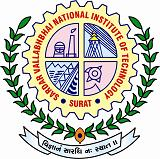 SARDAR VALLABHBHAI NATIONAL INSTITUTE OF TECHNOLOGY
SURAT
विज्ञानं सारथि नः स्यात् ॥